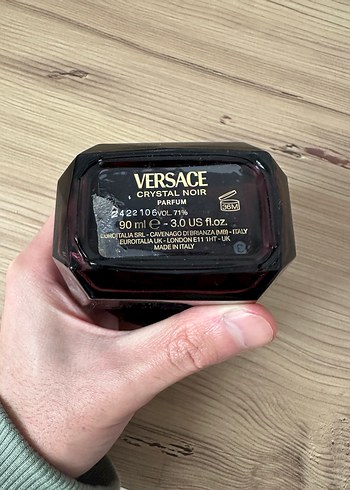 VERSACE
CRYSTAL NOIR
PARFUM
2422106 VOL. 71%
36M
90 ml ℮ - 3.0 US fl.oz.
EUROITALIA SRL - CAVENAGO DI BRIANZA (MB) - ITALY
EUROITALIA UK - LONDON E11 1HT - UK
MADE IN ITALY